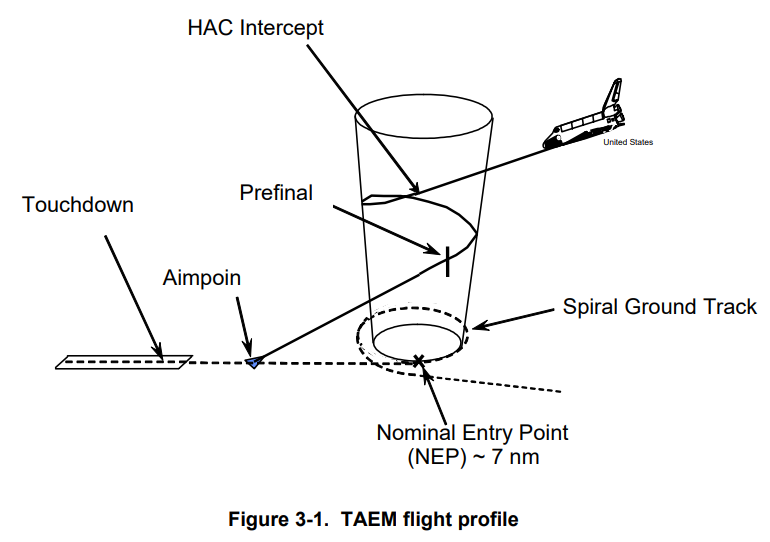 HAC Intercept
United States
Prefinal
Touchdown
Aimpoin
Spiral Ground Track
Nominal Entry Point
(NEP) ~ 7 nm
Figure 3-1. TAEM flight profile